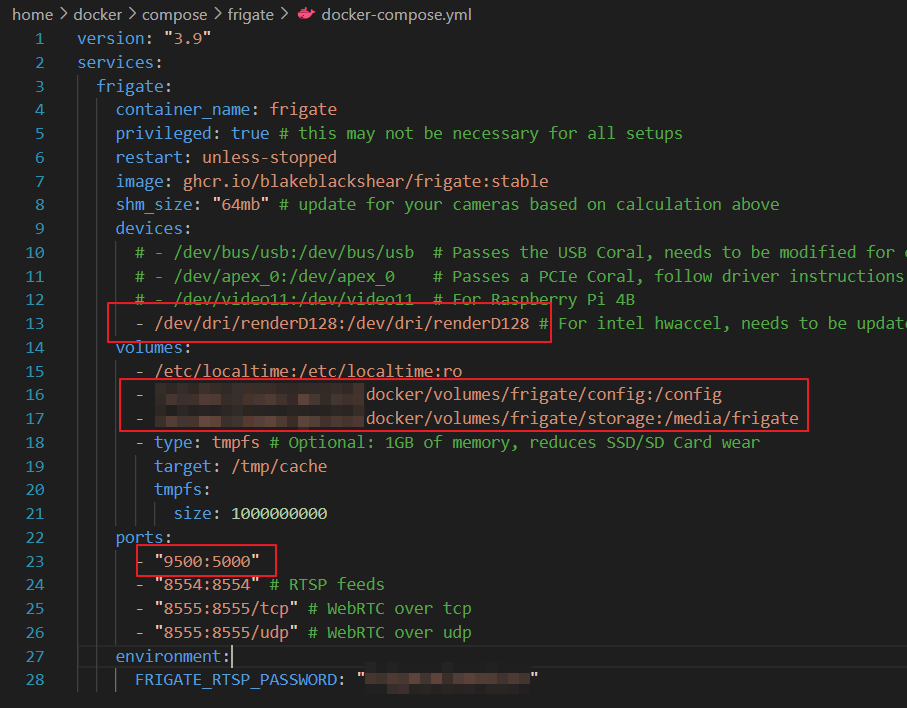 home > docker > compose > frigate > docker-compose.yml
1 version: "3.9"
2 services:
3 frigate:
4 container_name: frigate
5 privileged: true # this may not be necessary for all setups
6 restart: unless-stopped
7 image: ghcr.io/blakeblackshear/frigate:stable
8 shm_size: "64mb" # update for your cameras based on calculation above
9 devices:
10 # - /dev/bus/usb:/dev/bus/usb # Passes the USB Coral, needs to be modified for
11 # - /dev/apex_0:/dev/apex_0 # Passes a PCIe Coral, follow driver instructions
12 # - /dev/video11:/dev/video11 # For Raspberry Pi 4B
13 - /dev/dri/renderD128:/dev/dri/renderD128 # For intel hwaccel, needs to be update
14 volumes:
15 - /etc/localtime:/etc/localtime:ro
16 - docker/volumes/frigate/config:/config
17 - docker/volumes/frigate/storage:/media/frigate
18 - type: tmpfs # Optional: 1GB of memory, reduces SSD/SD Card wear
19 target: /tmp/cache
20 tmpfs:
21 size: 1000000000
22 ports:
23 - "9500:5000"
24 - "8554:8554" # RTSP feeds
25 - "8555:8555/tcp" # WebRTC over tcp
26 - "8555:8555/udp" # WebRTC over udp
27 environment:
28 FRIGATE_RTSP_PASSWORD: " "